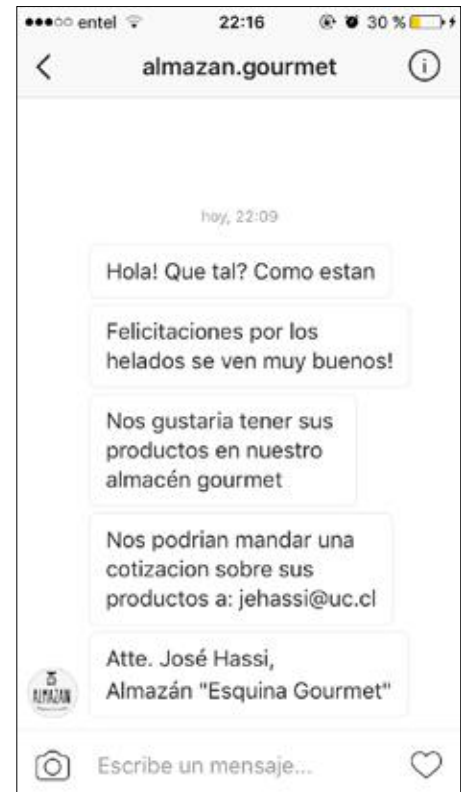 entel 22:16 30 %
almazan.gourmet
hoy, 22:09
Hola! Que tal? Como estan
Felicitaciones por los
helados se ven muy buenos!
Nos gustaria tener sus
productos en nuestro
almacén gourmet
Nos podrian mandar una
cotizacion sobre sus
productos a: jehassi@uc.cl
Atte. José Hassi,
Almazán "Esquina Gourmet"
ALMAZAN
Escribe un mensaje...